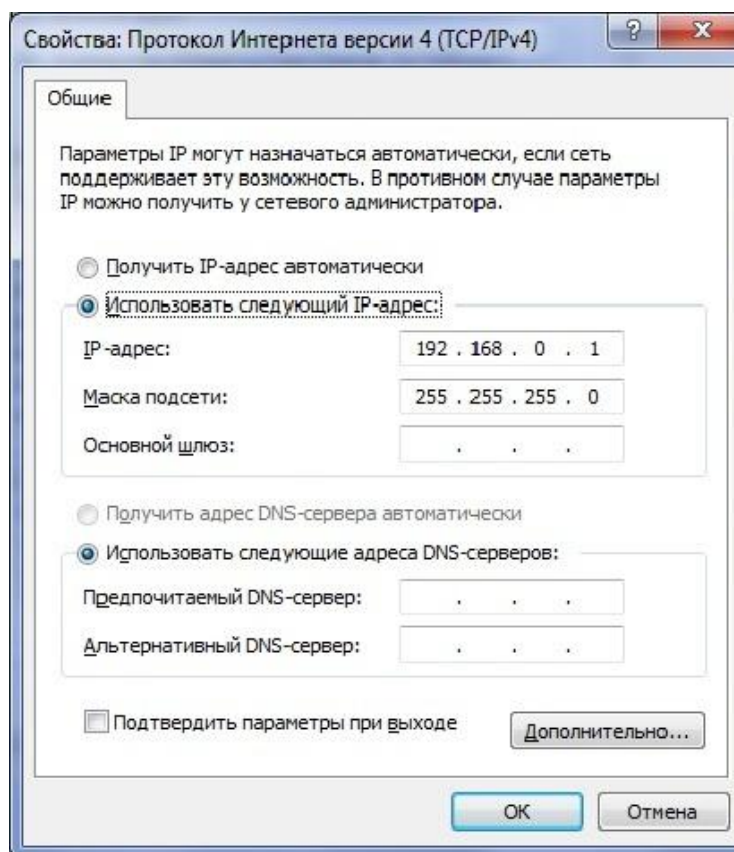 Свойства: Протокол Интернета версии 4 (TCP/IPv4)
Общие
Параметры IP могут назначаться автоматически, если сеть
поддерживает эту возможность. В противном случае параметры
IP можно получить у сетевого администратора.
Получить IP-адрес автоматически
Использовать следующий IP-адрес:
IP-адрес: 192 . 168 . 0 . 1
Маска подсети: 255 . 255 . 255 . 0
Основной шлюз: . . .
Получить адрес DNS-сервера автоматически
Использовать следующие адреса DNS-серверов:
Предпочитаемый DNS-сервер: . . .
Альтернативный DNS-сервер: . . .
Подтвердить параметры при выходе
Дополнительно...
ОК Отмена